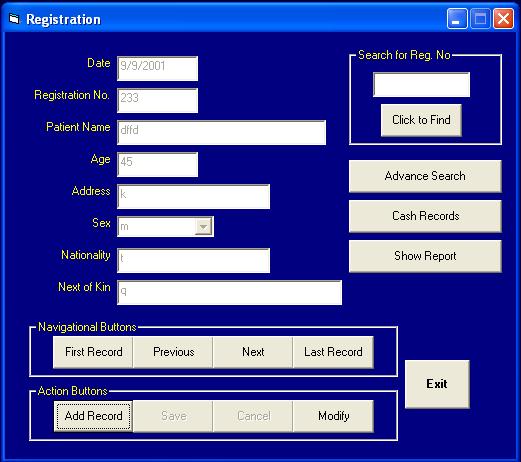 Registration
Date 9/9/2001
Registration No. 233
Patient Name dffd
Age 45
Address k
Sex m
Nationality t
Next of Kin q
Search for Reg. No
Click to Find
Advance Search
Cash Records
Show Report
Navigational Buttons
First Record Previous Next Last Record
Exit
Action Buttons
Add Record Save Cancel Modify